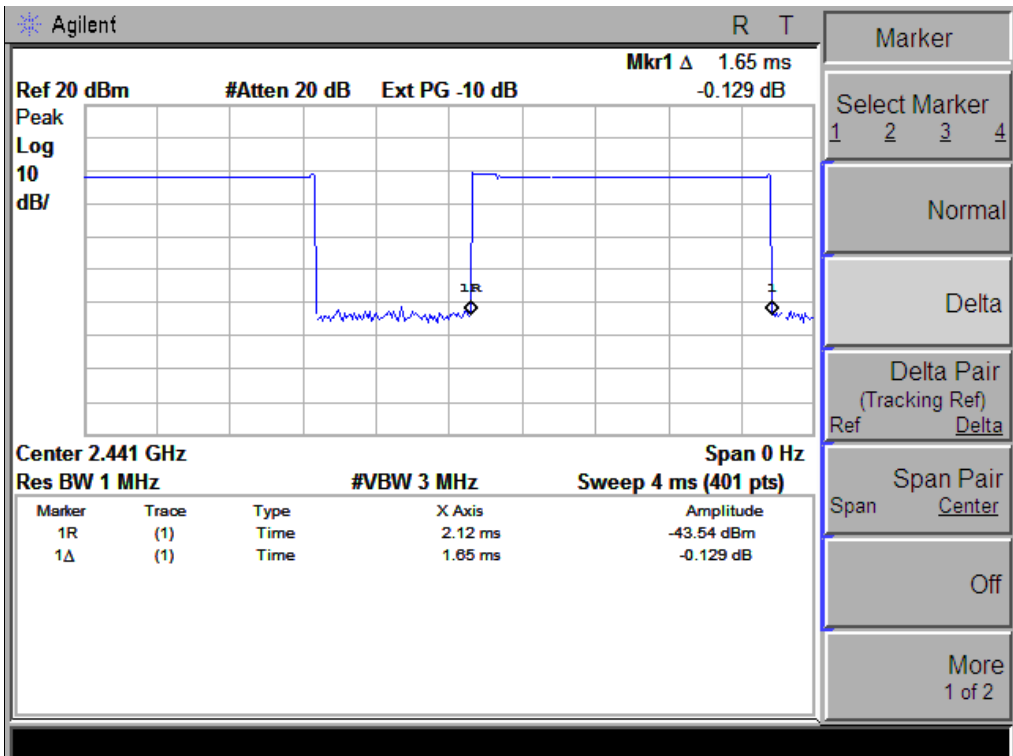 Agilent R T
Mkr1 Δ 1.65 ms
Ref 20 dBm #Atten 20 dB Ext PG -10 dB -0.129 dB
Peak
Log
10
dB/
1R 1
Center 2.441 GHz Span 0 Hz
Res BW 1 MHz #VBW 3 MHz Sweep 4 ms (401 pts)
Marker Trace Type X Axis Amplitude
1R (1) Time 2.12 ms -43.54 dBm
1Δ (1) Time 1.65 ms -0.129 dB
Marker
Select Marker
1 2 3 4
Normal
Delta
Delta Pair
(Tracking Ref)
Ref Delta
Span Pair
Span Center
Off
More
1 of 2